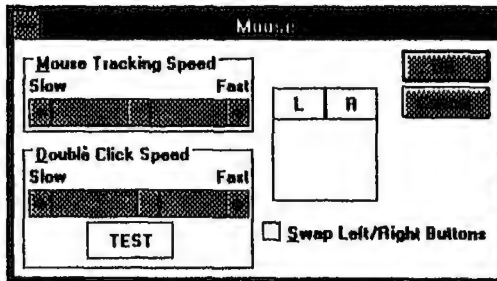 Mouse
Mouse Tracking Speed
Slow Fast
L R
Double Click Speed
Slow Fast
TEST
Swap Left/Right Buttons